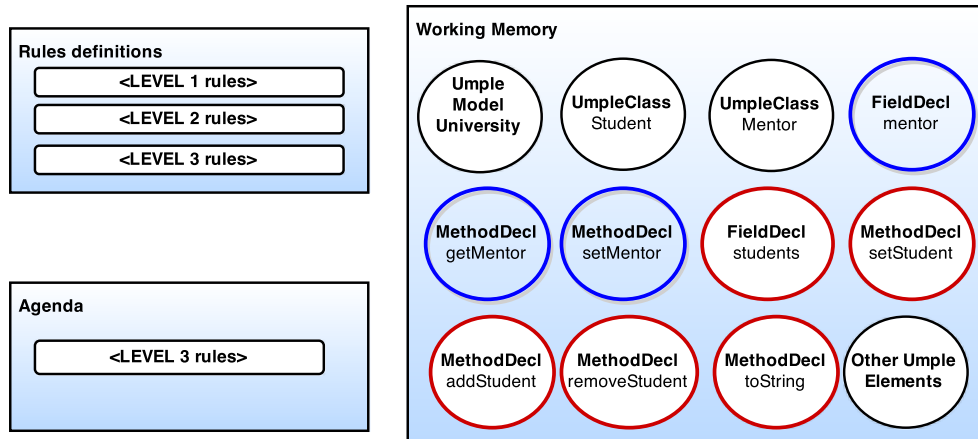 Rules definitions
<LEVEL 1 rules>
<LEVEL 2 rules>
<LEVEL 3 rules>
Agenda
<LEVEL 3 rules>
Working Memory
Umple
Model
University
UmpleClass
Student
UmpleClass
Mentor
FieldDecl
mentor
MethodDecl
getMentor
MethodDecl
setMentor
FieldDecl
students
MethodDecl
setStudent
MethodDecl
addStudent
MethodDecl
removeStudent
MethodDecl
toString
Other Umple
Elements